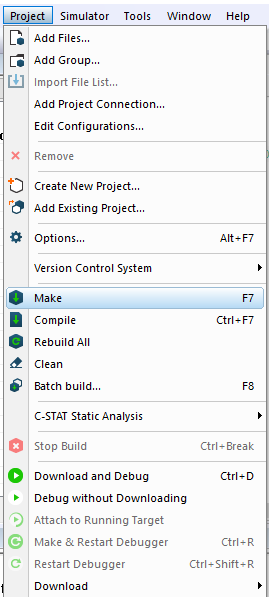 Project Simulator Tools Window Help
Add Files...
Add Group...
Import File List...
Add Project Connection...
Edit Configurations...
Remove
Create New Project...
Add Existing Project...
Options... Alt+F7
Version Control System
Make F7
Compile Ctrl+F7
Rebuild All
Clean
Batch build... F8
C-STAT Static Analysis
Stop Build Ctrl+Break
Download and Debug Ctrl+D
Debug without Downloading
Attach to Running Target
Make & Restart Debugger Ctrl+R
Restart Debugger Ctrl+Shift+R
Download